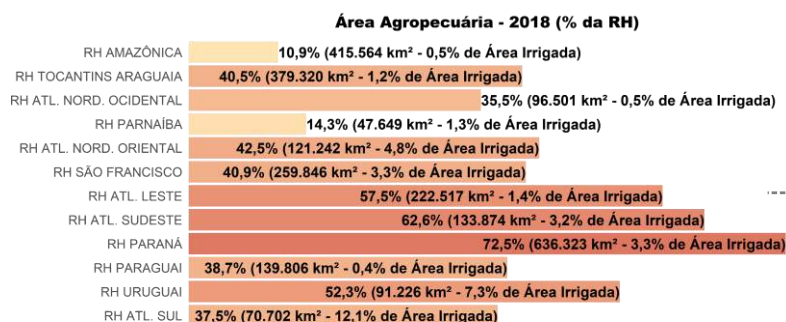 Área Agropecuária - 2018 (% da RH)
RH AMAZÔNICA 10,9% (415.564 km² - 0,5% de Área Irrigada)
RH TOCANTINS ARAGUAIA 40,5% (379.320 km² - 1,2% de Área Irrigada)
RH ATL. NORD. OCIDENTAL 35,5% (96.501 km² - 0,5% de Área Irrigada)
RH PARNAÍBA 14,3% (47.649 km² - 1,3% de Área Irrigada)
RH ATL. NORD. ORIENTAL 42,5% (121.242 km² - 4,8% de Área Irrigada)
RH SÃO FRANCISCO 40,9% (259.846 km² - 3,3% de Área Irrigada)
RH ATL. LESTE 57,5% (222.517 km² - 1,4% de Área Irrigada)
RH ATL. SUDESTE 62,6% (133.874 km² - 3,2% de Área Irrigada)
RH PARANÁ 72,5% (636.323 km² - 3,3% de Área Irrigada)
RH PARAGUAI 38,7% (139.806 km² - 0,4% de Área Irrigada)
RH URUGUAI 52,3% (91.226 km² - 7,3% de Área Irrigada)
RH ATL. SUL 37,5% (70.702 km² - 12,1% de Área Irrigada)